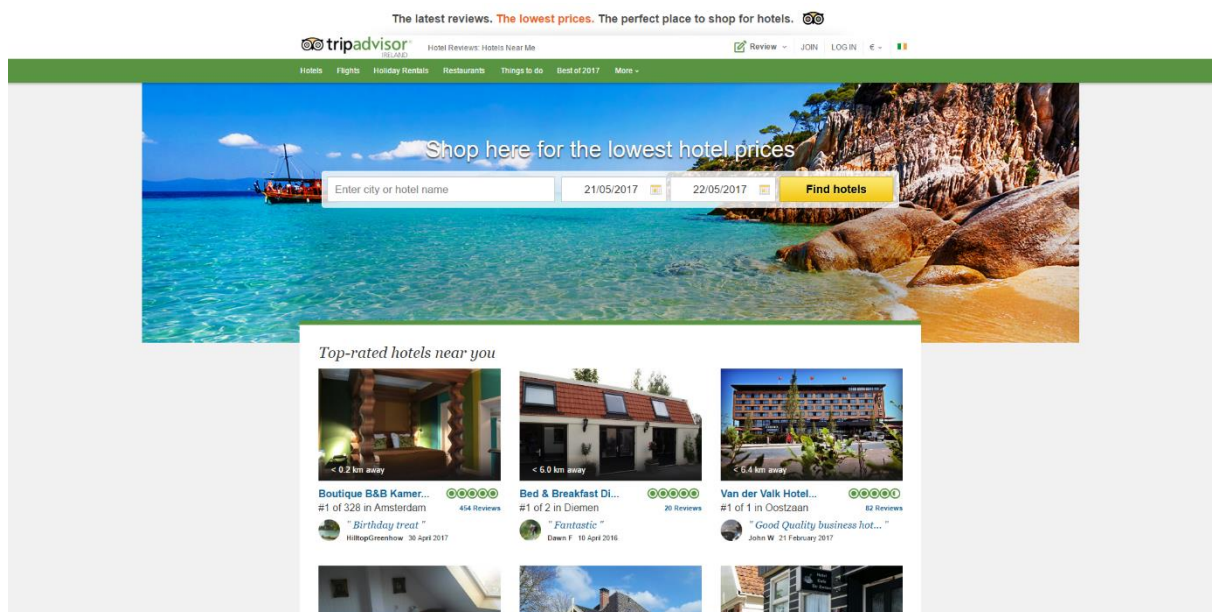 The latest reviews. The lowest prices. The perfect place to shop for hotels.
tripadvisor
IRELAND
Hotel Reviews: Hotels Near Me
Review
JOIN
LOG IN
€
Hotels Flights Holiday Rentals Restaurants Things to do Best of 2017 More
Shop here for the lowest hotel prices
Enter city or hotel name 21/05/2017 22/05/2017 Find hotels
Top-rated hotels near you
< 0.2 km away
Boutique B&B Kamer...
#1 of 328 in Amsterdam 454 Reviews
" Birthday treat "
HilltopGreenhow 30 April 2017
< 6.0 km away
Bed & Breakfast Di...
#1 of 2 in Diemen 20 Reviews
" Fantastic "
Dawn F 10 April 2016
< 6.4 km away
Van der Valk Hotel...
#1 of 1 in Oostzaan 82 Reviews
" Good Quality business hot... "
John W 21 February 2017